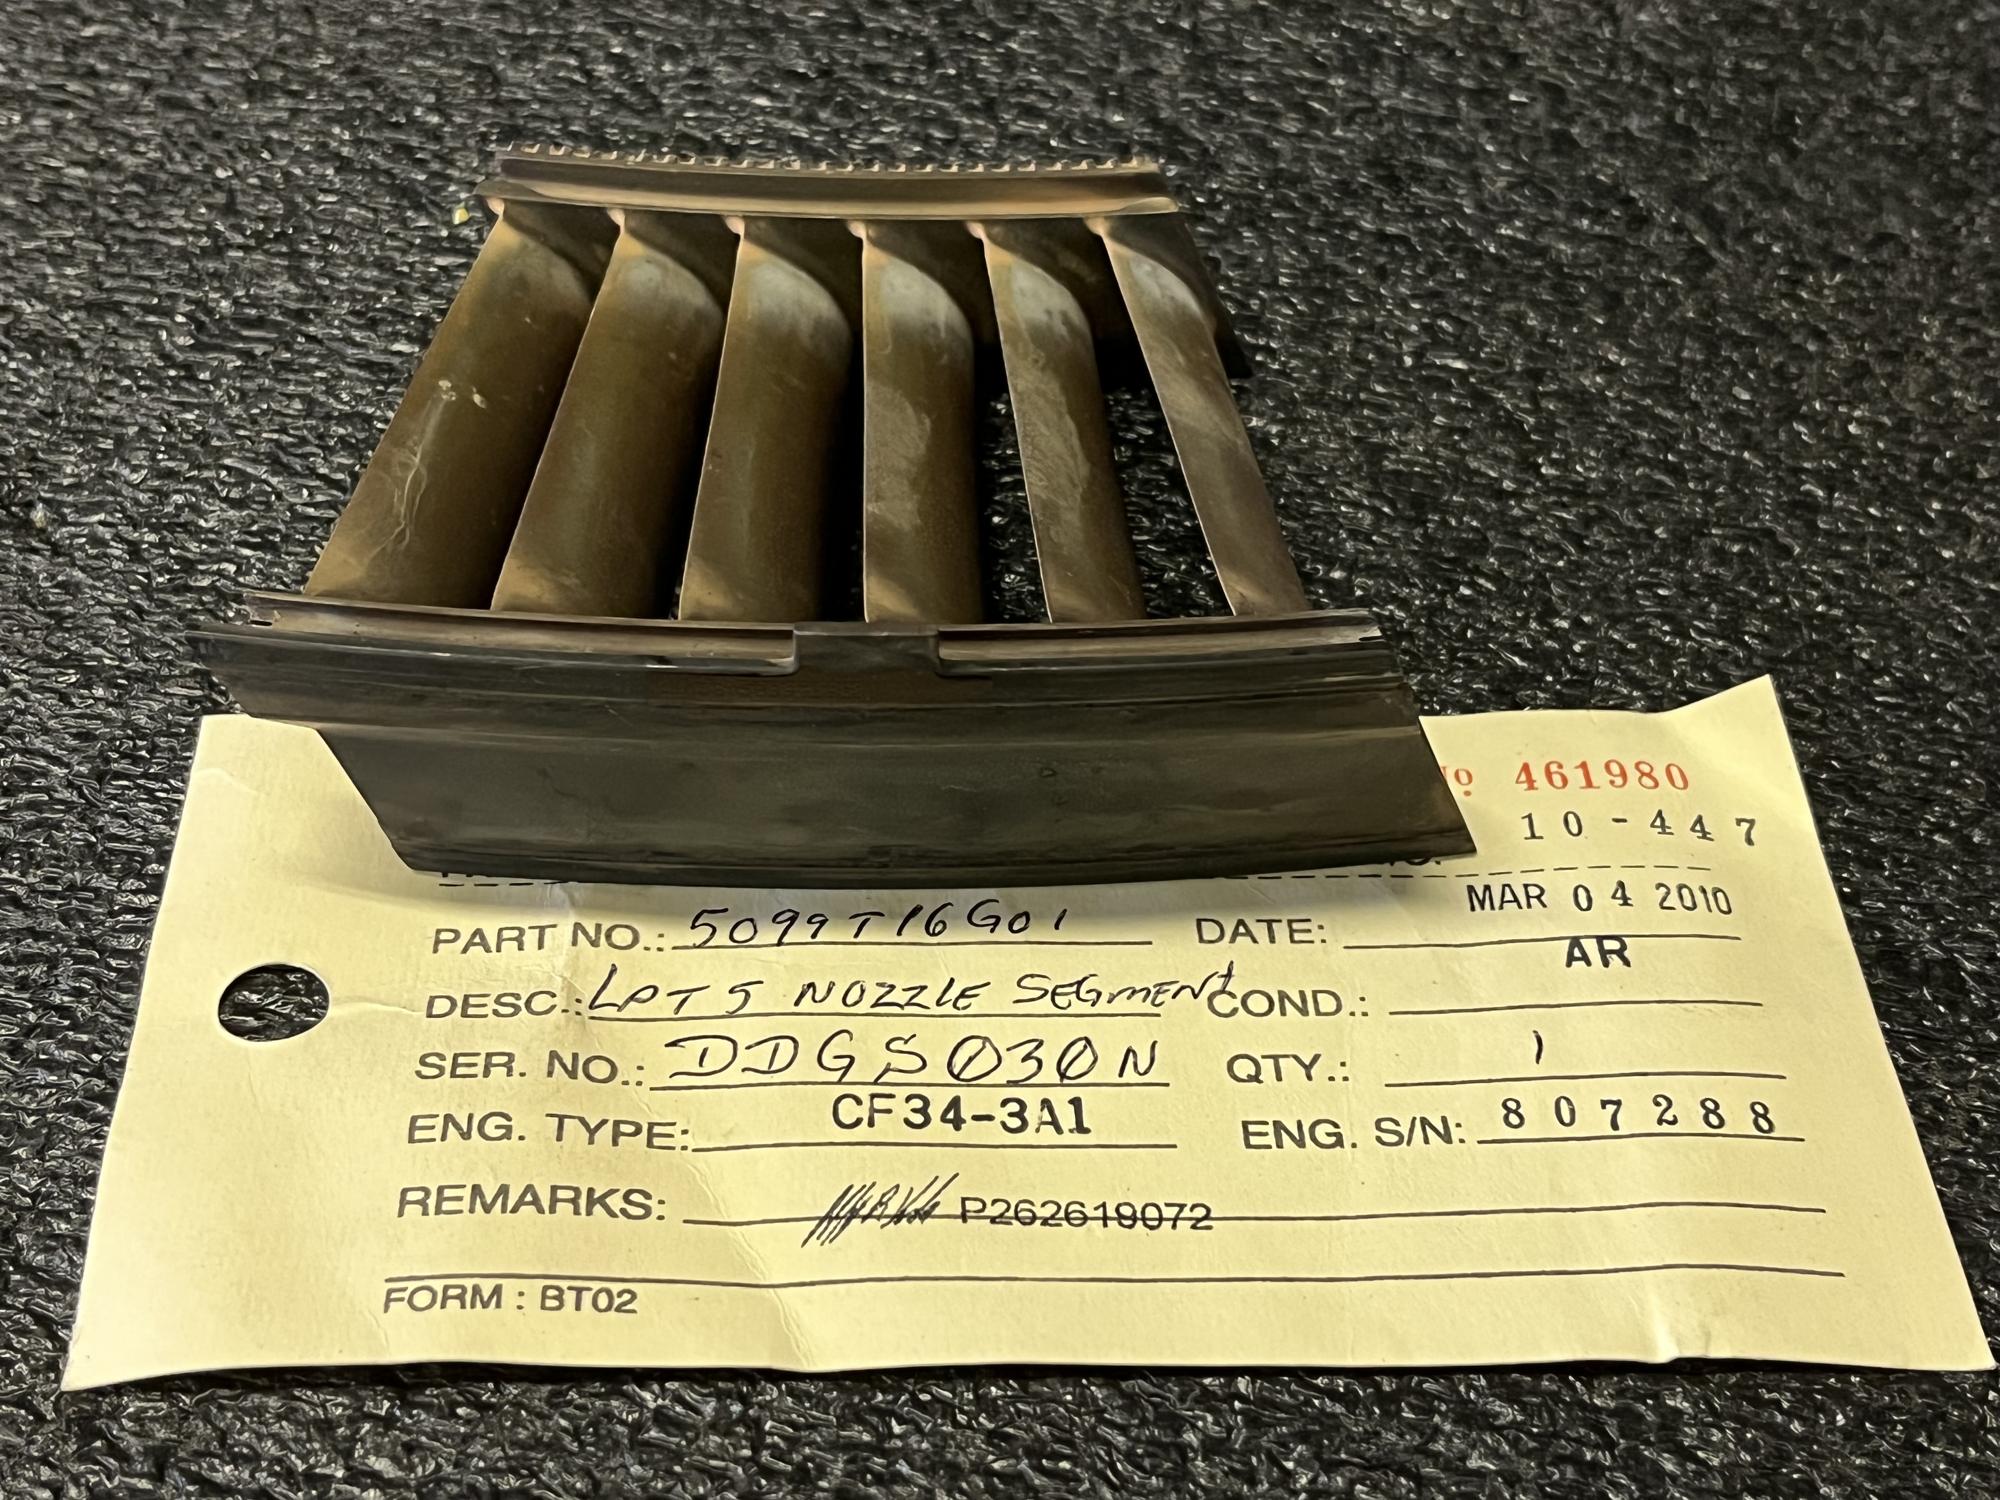 Nº 461980
10-447
MAR 04 2010
PART NO.: 5099T16G01 DATE:
AR
DESC.: LPT 5 NOZZLE SEGMENT COND.:
SER. NO.: DDGS030N QTY.: 1
ENG. TYPE: CF34-3A1 ENG. S/N: 807288
REMARKS: P262619072
FORM : BT02